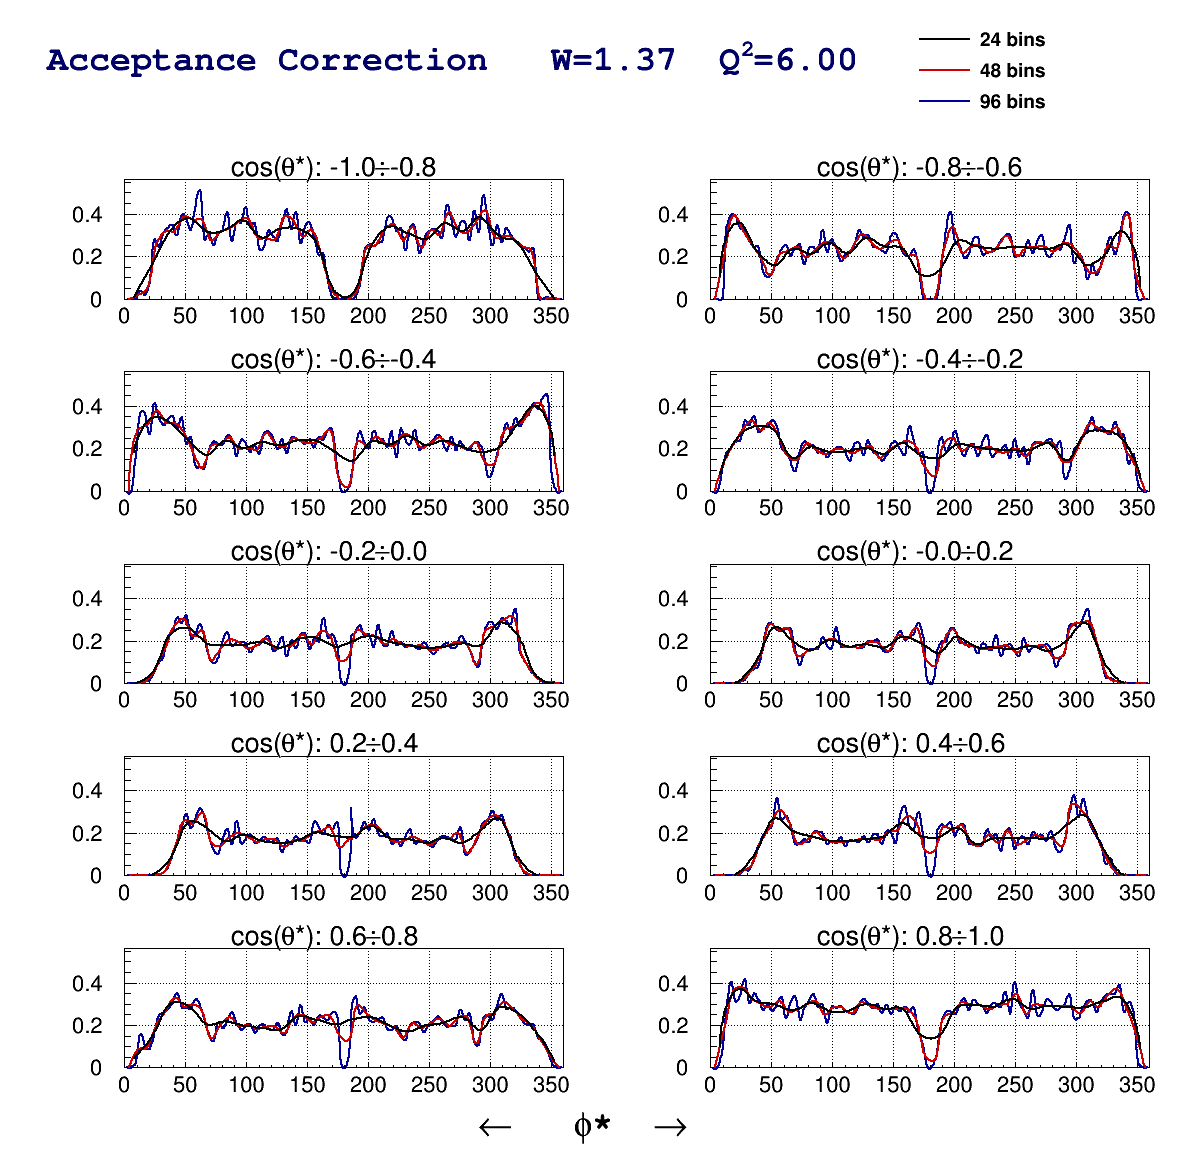 Acceptance Correction W=1.37 Q²=6.00
24 bins
48 bins
96 bins
cos(θ*): -1.0÷-0.8
0.4
0.2
0
0 50 100 150 200 250 300 350
cos(θ*): -0.8÷-0.6
0.4
0.2
0
0 50 100 150 200 250 300 350
cos(θ*): -0.6÷-0.4
0.4
0.2
0
0 50 100 150 200 250 300 350
cos(θ*): -0.4÷-0.2
0.4
0.2
0
0 50 100 150 200 250 300 350
cos(θ*): -0.2÷0.0
0.4
0.2
0
0 50 100 150 200 250 300 350
cos(θ*): -0.0÷0.2
0.4
0.2
0
0 50 100 150 200 250 300 350
cos(θ*): 0.2÷0.4
0.4
0.2
0
0 50 100 150 200 250 300 350
cos(θ*): 0.4÷0.6
0.4
0.2
0
0 50 100 150 200 250 300 350
cos(θ*): 0.6÷0.8
0.4
0.2
0
0 50 100 150 200 250 300 350
cos(θ*): 0.8÷1.0
0.4
0.2
0
0 50 100 150 200 250 300 350
← ϕ* →